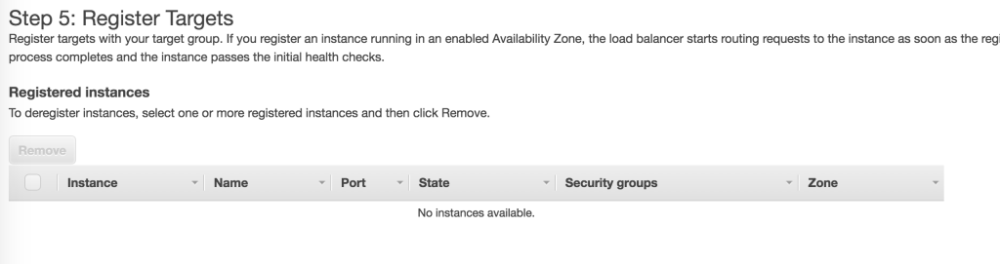 Step 5: Register Targets
Register targets with your target group. If you register an instance running in an enabled Availability Zone, the load balancer starts routing requests to the instance as soon as the
process completes and the instance passes the initial health checks.
Registered instances
To deregister instances, select one or more registered instances and then click Remove.
Remove
Instance Name Port State Security groups Zone
No instances available.